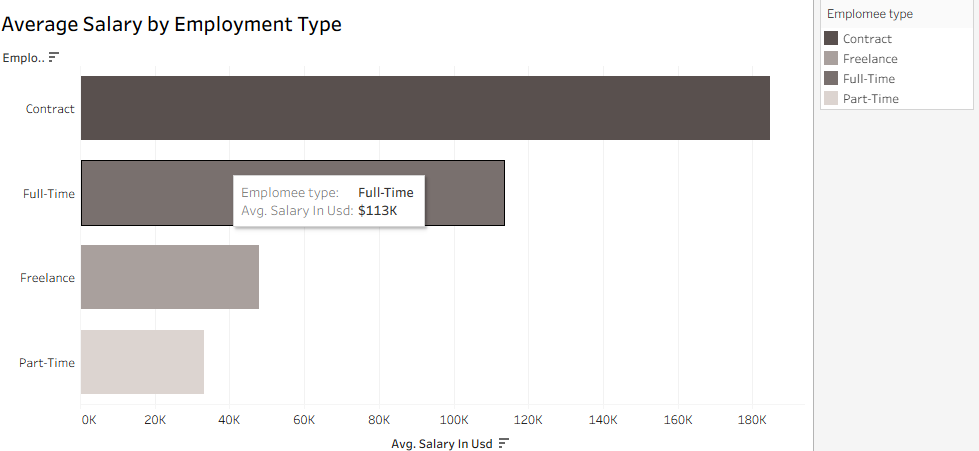 Average Salary by Employment Type
Emplo..
Contract
Full-Time
Freelance
Part-Time
Emplomee type: Full-Time
Avg. Salary In Usd: $113K
0K 20K 40K 60K 80K 100K 120K 140K 160K 180K
Avg. Salary In Usd
Emplomee type
Contract
Freelance
Full-Time
Part-Time